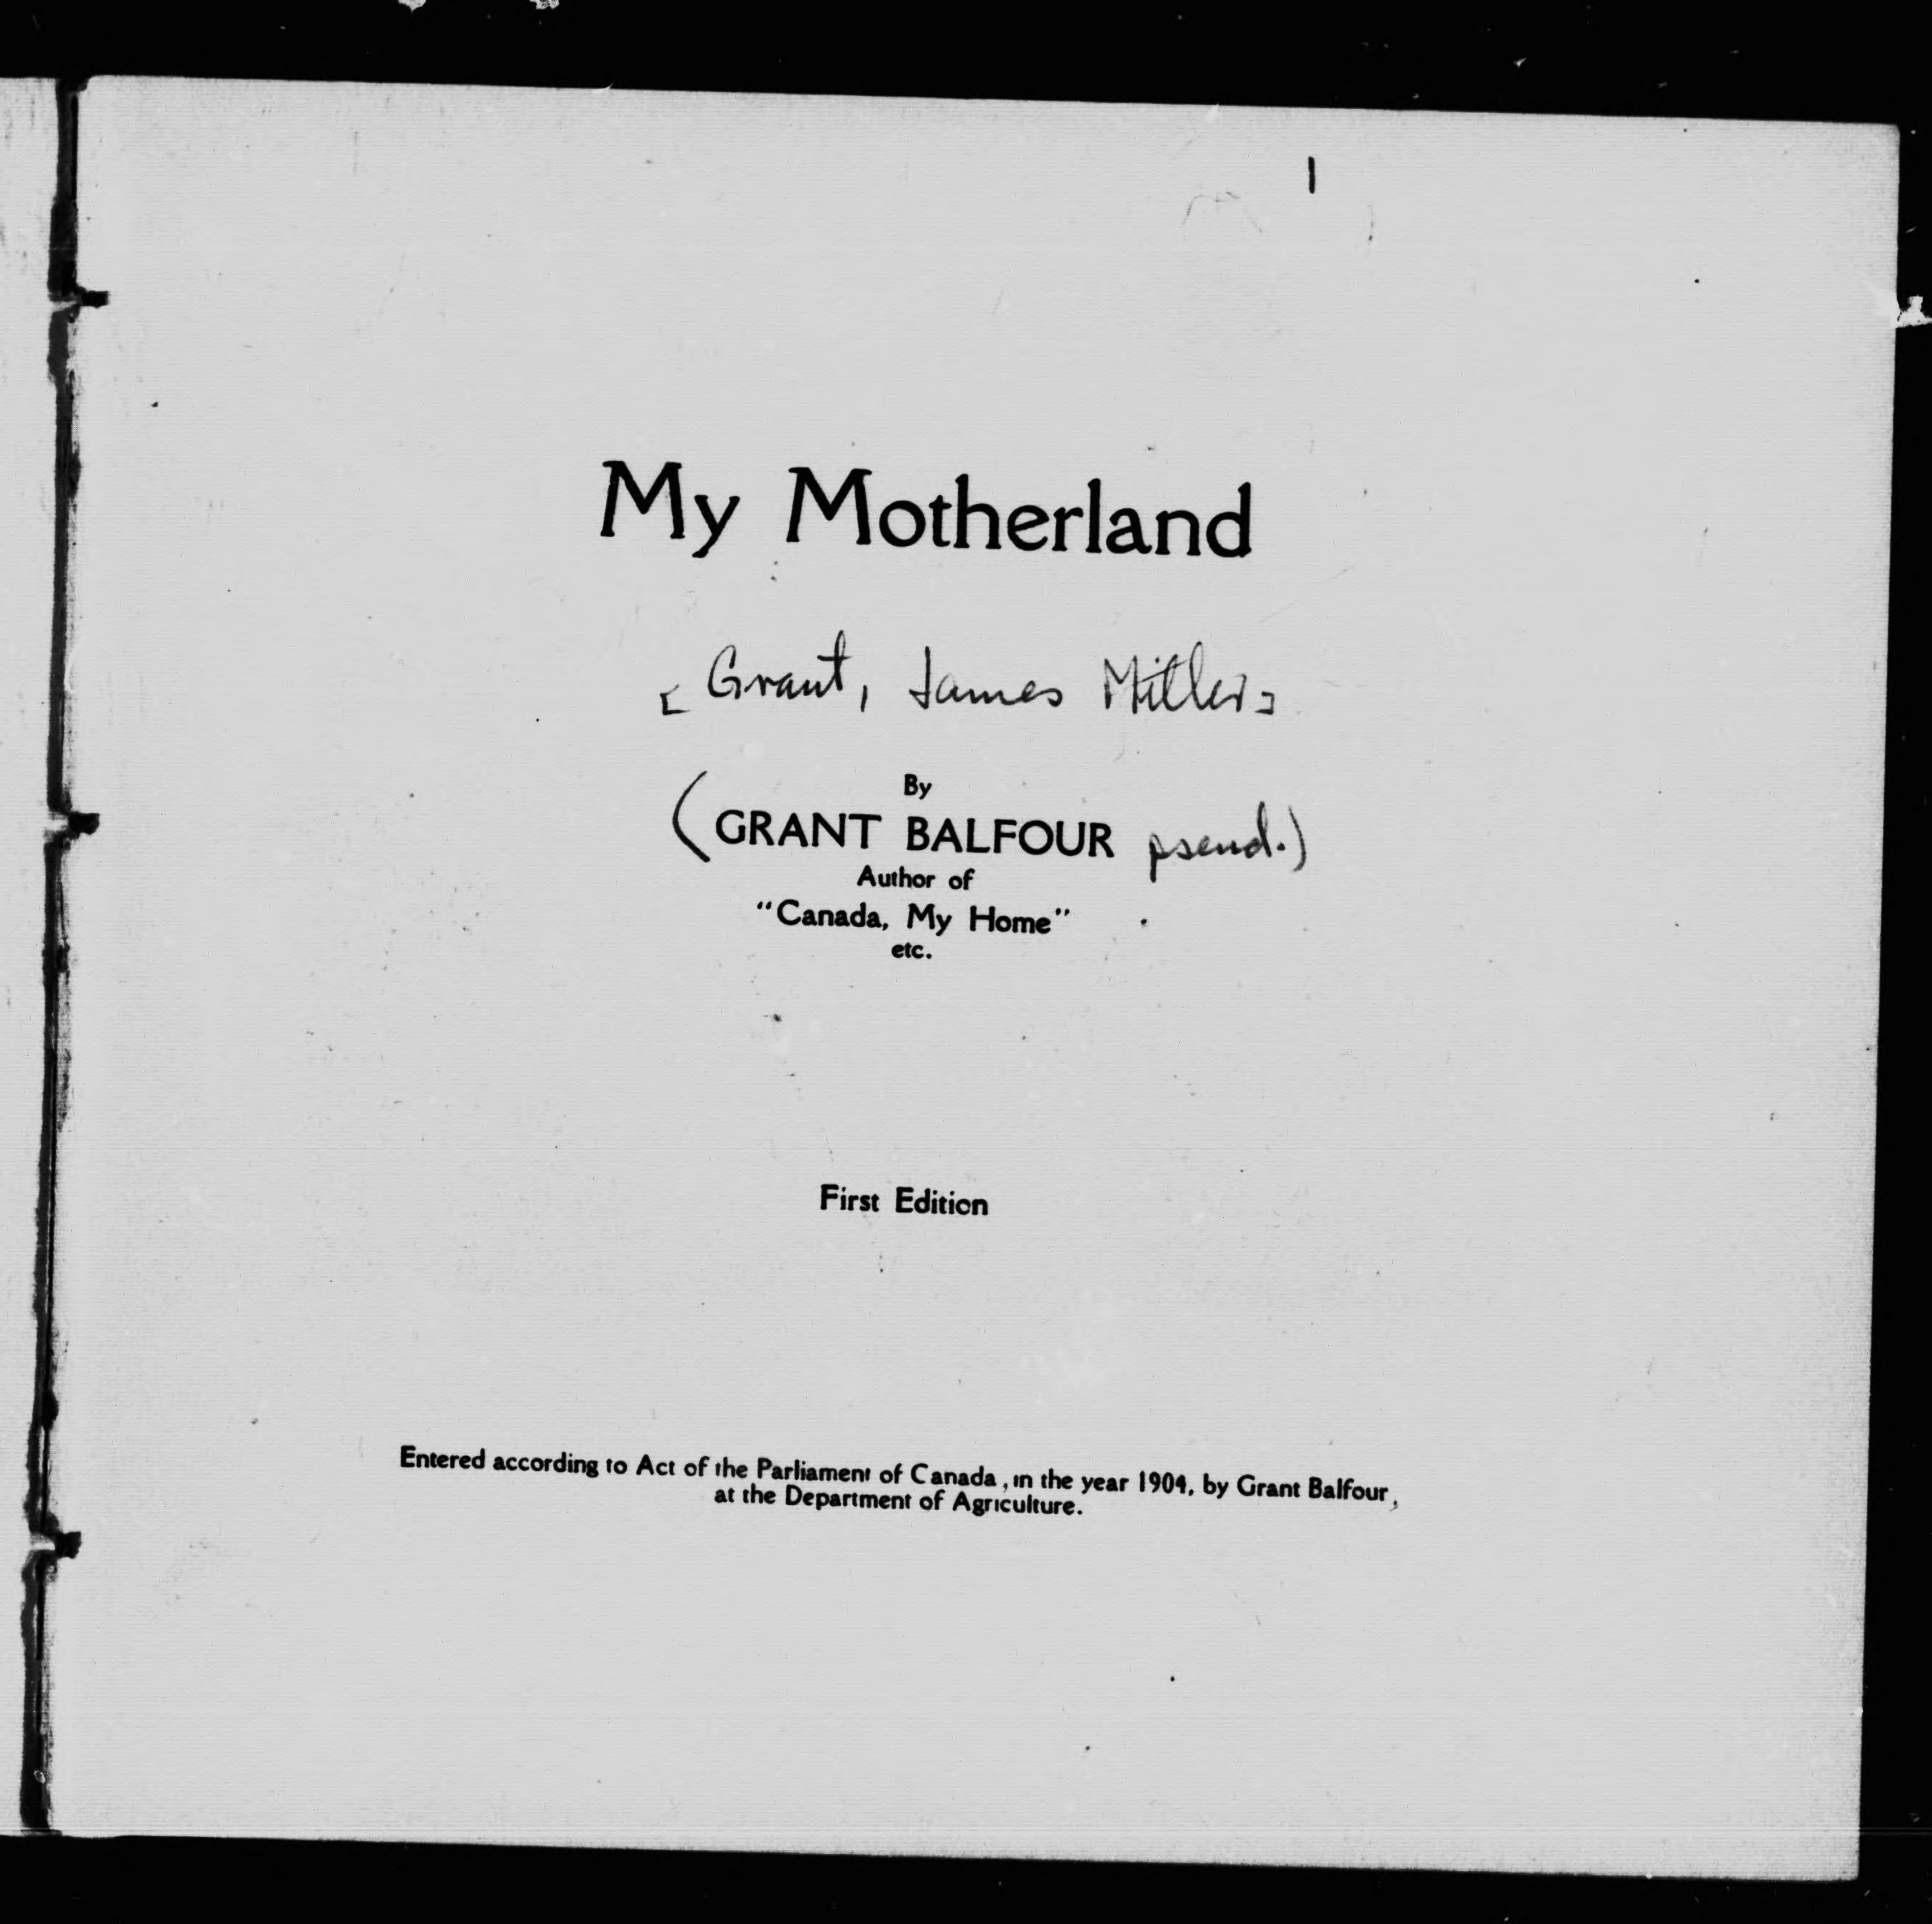 My Motherland
[Grant, James Miller]
By
(GRANT BALFOUR pseud.)
Author of
"Canada, My Home"
etc.
First Edition
Entered according to Act of the Parliament of Canada, in the year 1904, by Grant Balfour,
at the Department of Agriculture.